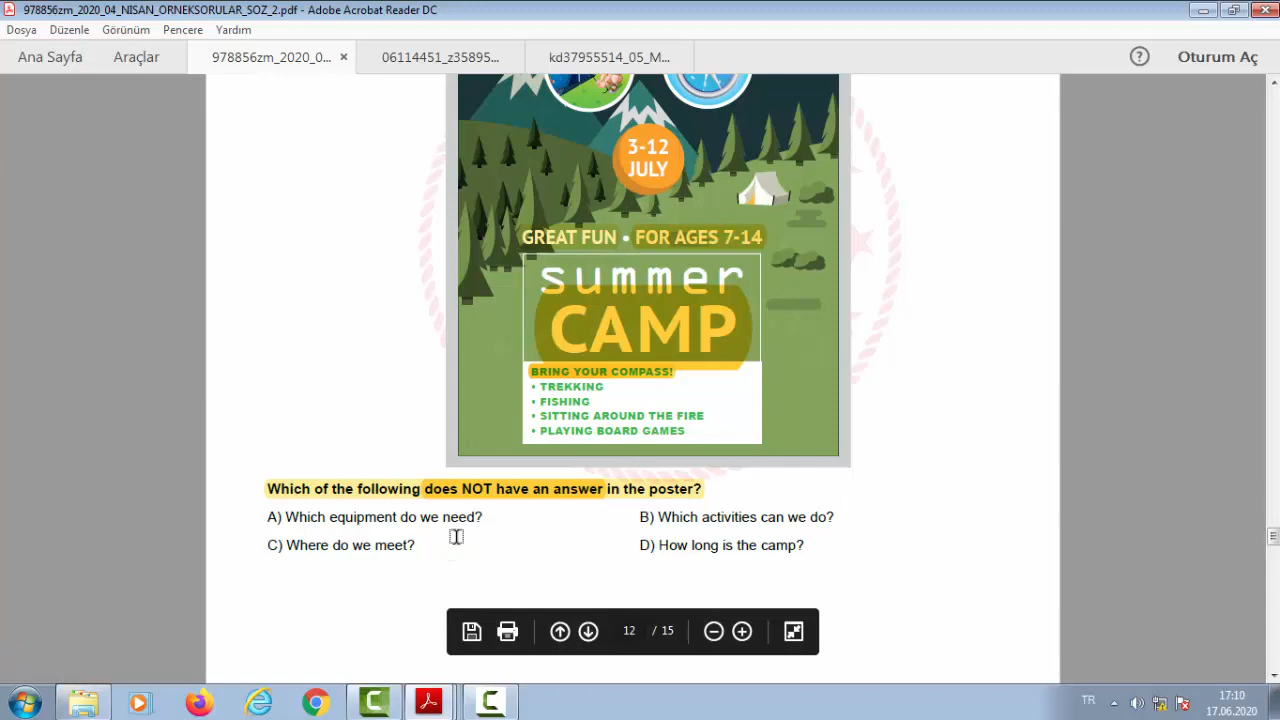 978856zm_2020_04_NISAN_ORNEKSORULAR_SOZ_2.pdf - Adobe Acrobat Reader DC
Dosya Düzenle Görünüm Pencere Yardım
Ana Sayfa Araçlar 978856zm_2020_0... × 06114451_z35895... kd37955514_05_M... ? Oturum Aç
3-12
JULY
GREAT FUN • FOR AGES 7-14
summer
CAMP
BRING YOUR COMPASS!
• TREKKING
• FISHING
• SITTING AROUND THE FIRE
• PLAYING BOARD GAMES
Which of the following does NOT have an answer in the poster?
A) Which equipment do we need? B) Which activities can we do?
C) Where do we meet? D) How long is the camp?
12 / 15
TR 17:10
17.06.2020